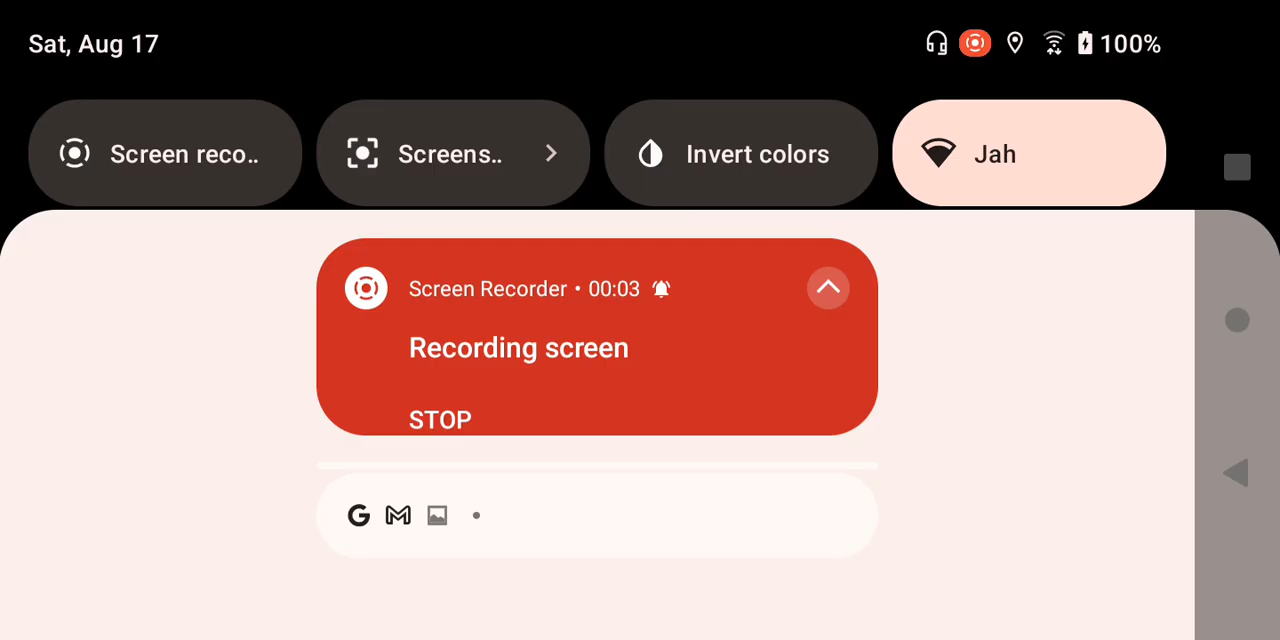 Sat, Aug 17
100%
Screen reco..
Screens..
Invert colors
Jah
Screen Recorder • 00:03
Recording screen
STOP